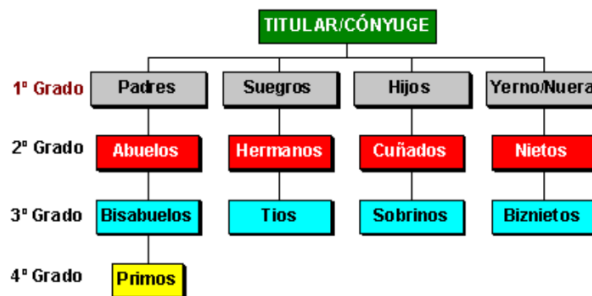 TITULAR/CÓNYUGE
1º Grado Padres Suegros Hijos Yerno/Nuera
2º Grado Abuelos Hermanos Cuñados Nietos
3º Grado Bisabuelos Tios Sobrinos Biznietos
4º Grado Primos